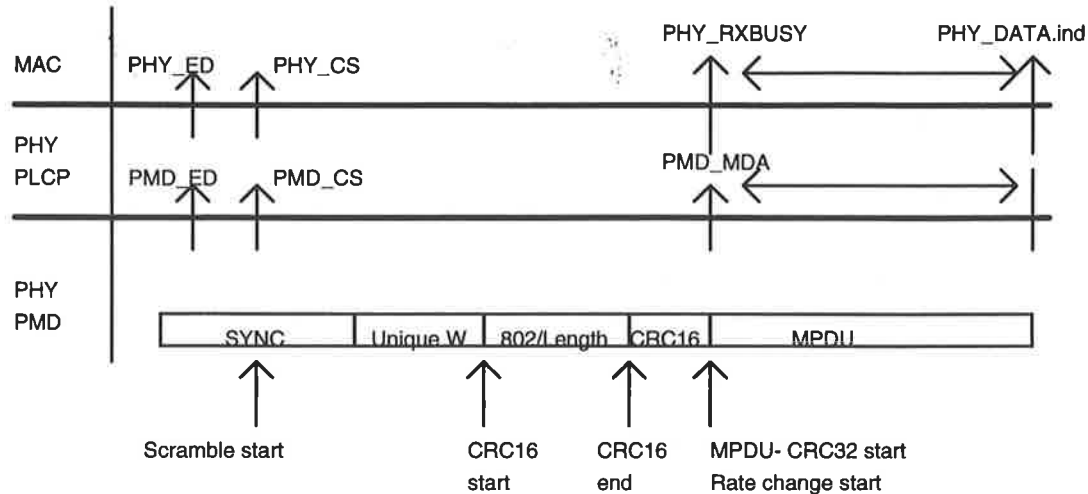 PHY_RXBUSY PHY_DATA.ind
MAC PHY_ED PHY_CS
PHY
PLCP PMD_ED PMD_CS PMD_MDA
PHY
PMD
SYNC Unique W 802/Length CRC16 MPDU
Scramble start CRC16 CRC16 MPDU- CRC32 start
start end Rate change start